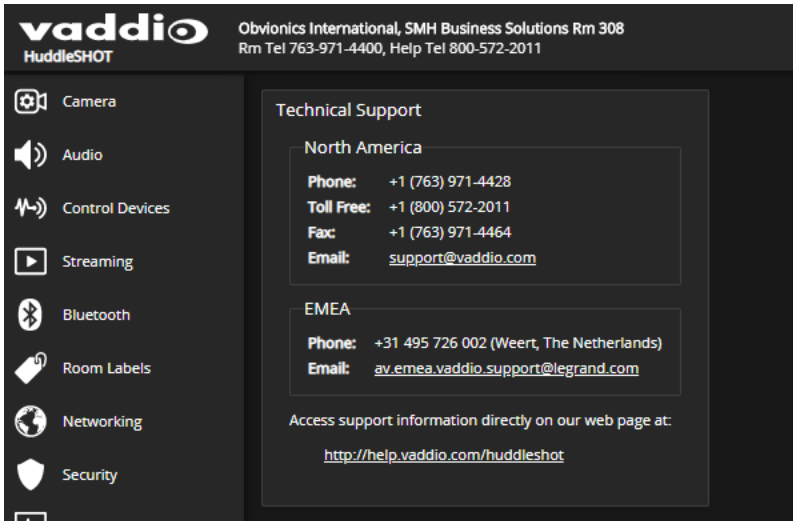 vaddio
HuddleSHOT
Obvionics International, SMH Business Solutions Rm 308
Rm Tel 763-971-4400, Help Tel 800-572-2011
Camera
Audio
Control Devices
Streaming
Bluetooth
Room Labels
Networking
Security
Technical Support
North America
Phone: +1 (763) 971-4428
Toll Free: +1 (800) 572-2011
Fax: +1 (763) 971-4464
Email: support@vaddio.com
EMEA
Phone: +31 495 726 002 (Weert, The Netherlands)
Email: av.emea.vaddio.support@legrand.com
Access support information directly on our web page at:
http://help.vaddio.com/huddleshot